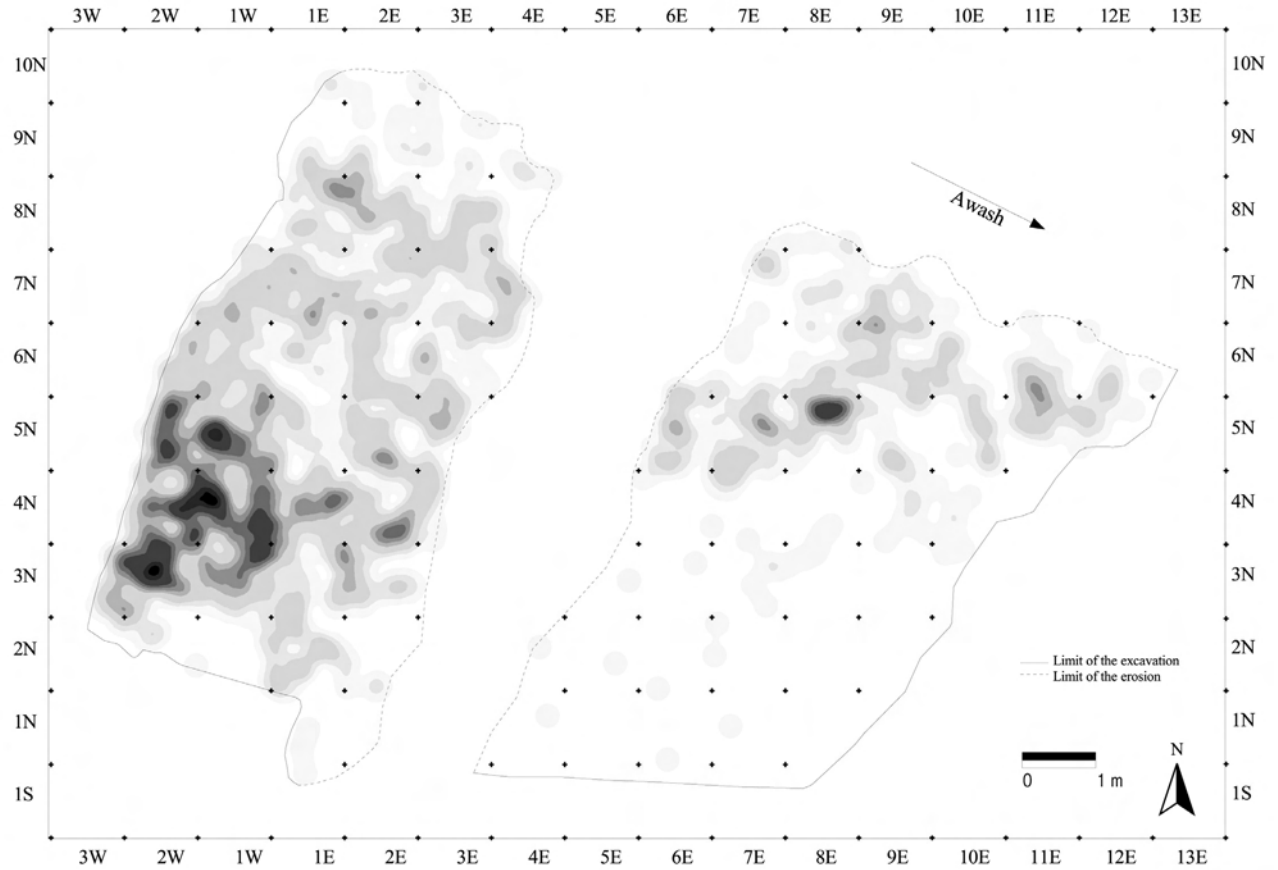 3W 2W 1W 1E 2E 3E 4E 5E 6E 7E 8E 9E 10E 11E 12E 13E
10N 10N
9N 9N
8N Awash 8N
7N 7N
6N 6N
5N 5N
4N 4N
3N 3N
2N 2N
Limit of the excavation
Limit of the erosion
1N 1N
N
0 1 m
1S 1S
3W 2W 1W 1E 2E 3E 4E 5E 6E 7E 8E 9E 10E 11E 12E 13E